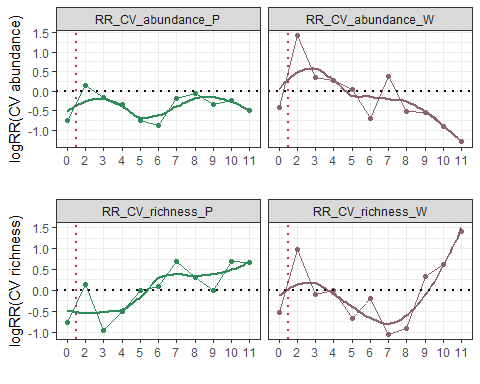 RR_CV_abundance_P RR_CV_abundance_W
logRR(CV abundance)
1.5
1.0
0.5
0.0
-0.5
-1.0
0 2 3 4 5 6 7 8 9 10 11 0 2 3 4 5 6 7 8 9 10 11
RR_CV_richness_P RR_CV_richness_W
logRR(CV richness)
1.5
1.0
0.5
0.0
-0.5
-1.0
0 2 3 4 5 6 7 8 9 10 11 0 2 3 4 5 6 7 8 9 10 11